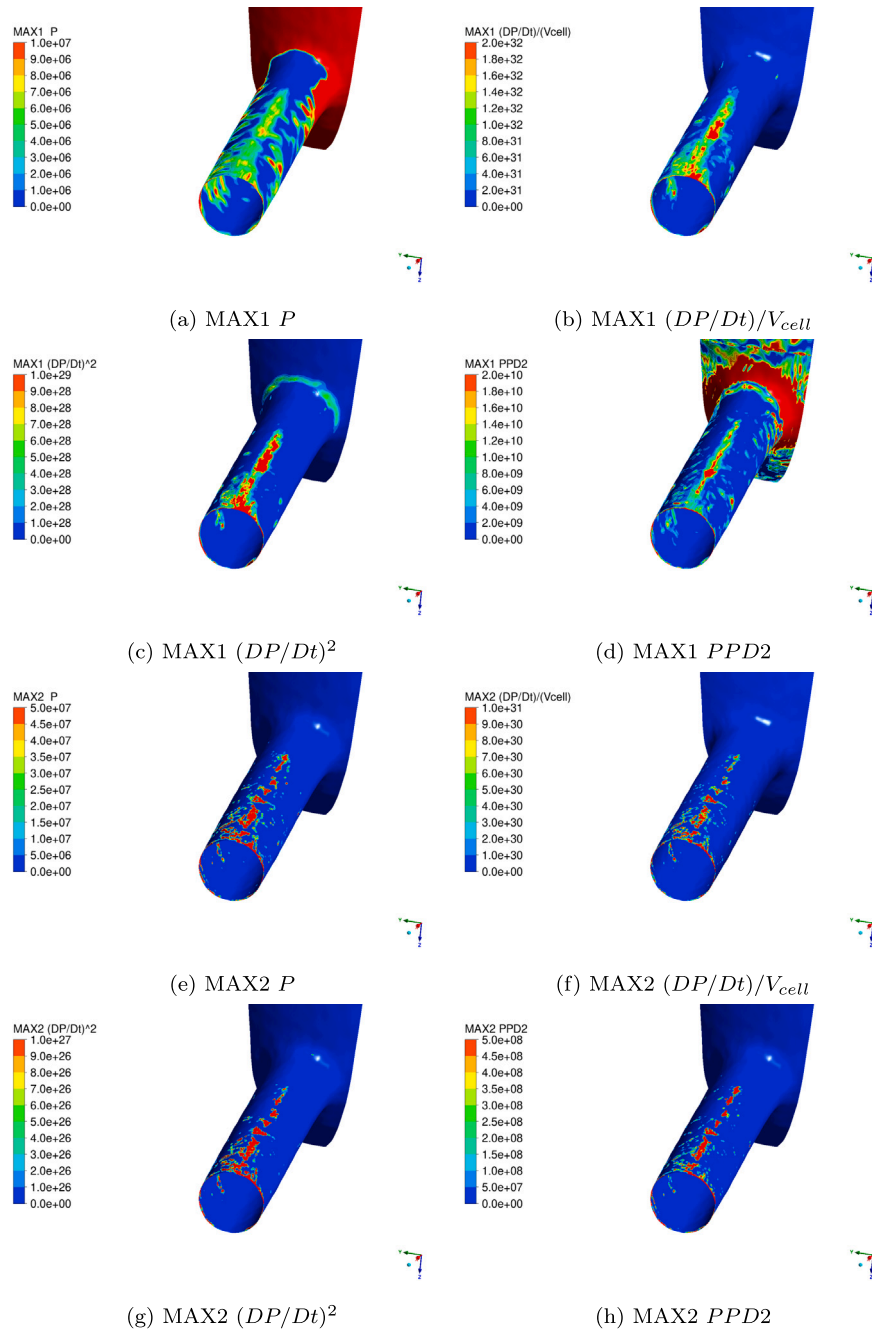 MAX1 P
1.0e+07
9.0e+06
8.0e+06
7.0e+06
6.0e+06
5.0e+06
4.0e+06
3.0e+06
2.0e+06
1.0e+06
0.0e+00
Y
Z
(a) MAX1 P
MAX1 (DP/Dt)/(Vcell)
2.0e+32
1.8e+32
1.6e+32
1.4e+32
1.2e+32
1.0e+32
8.0e+31
6.0e+31
4.0e+31
2.0e+31
0.0e+00
Y
Z
(b) MAX1 (DP/Dt)/Vcell
MAX1 (DP/Dt)^2
1.0e+29
9.0e+28
8.0e+28
7.0e+28
6.0e+28
5.0e+28
4.0e+28
3.0e+28
2.0e+28
1.0e+28
0.0e+00
Y
Z
(c) MAX1 (DP/Dt)²
MAX1 PPD2
2.0e+10
1.8e+10
1.6e+10
1.4e+10
1.2e+10
1.0e+10
8.0e+09
6.0e+09
4.0e+09
2.0e+09
0.0e+00
Y
Z
(d) MAX1 PPD2
MAX2 P
5.0e+07
4.5e+07
4.0e+07
3.5e+07
3.0e+07
2.5e+07
2.0e+07
1.5e+07
1.0e+07
5.0e+06
0.0e+00
Y
Z
(e) MAX2 P
MAX2 (DP/Dt)/(Vcell)
1.0e+31
9.0e+30
8.0e+30
7.0e+30
6.0e+30
5.0e+30
4.0e+30
3.0e+30
2.0e+30
1.0e+30
0.0e+00
Y
Z
(f) MAX2 (DP/Dt)/Vcell
MAX2 (DP/Dt)^2
1.0e+27
9.0e+26
8.0e+26
7.0e+26
6.0e+26
5.0e+26
4.0e+26
3.0e+26
2.0e+26
1.0e+26
0.0e+00
Y
Z
(g) MAX2 (DP/Dt)²
MAX2 PPD2
5.0e+08
4.5e+08
4.0e+08
3.5e+08
3.0e+08
2.5e+08
2.0e+08
1.5e+08
1.0e+08
5.0e+07
0.0e+00
Y
Z
(h) MAX2 PPD2